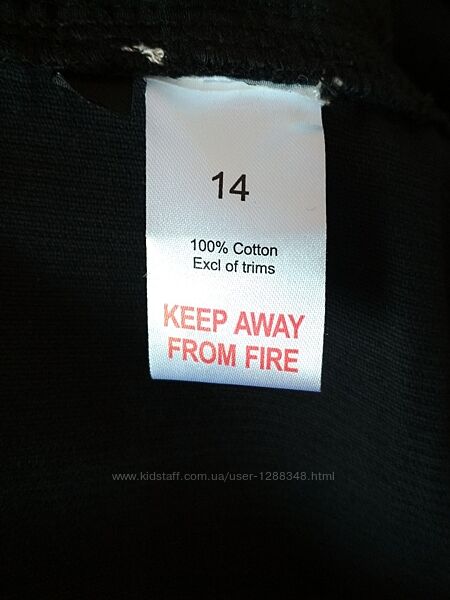 14
100% Cotton
Excl of trims
KEEP AWAY
FROM FIRE
www.kidstaff.com.ua/user-1288348.html